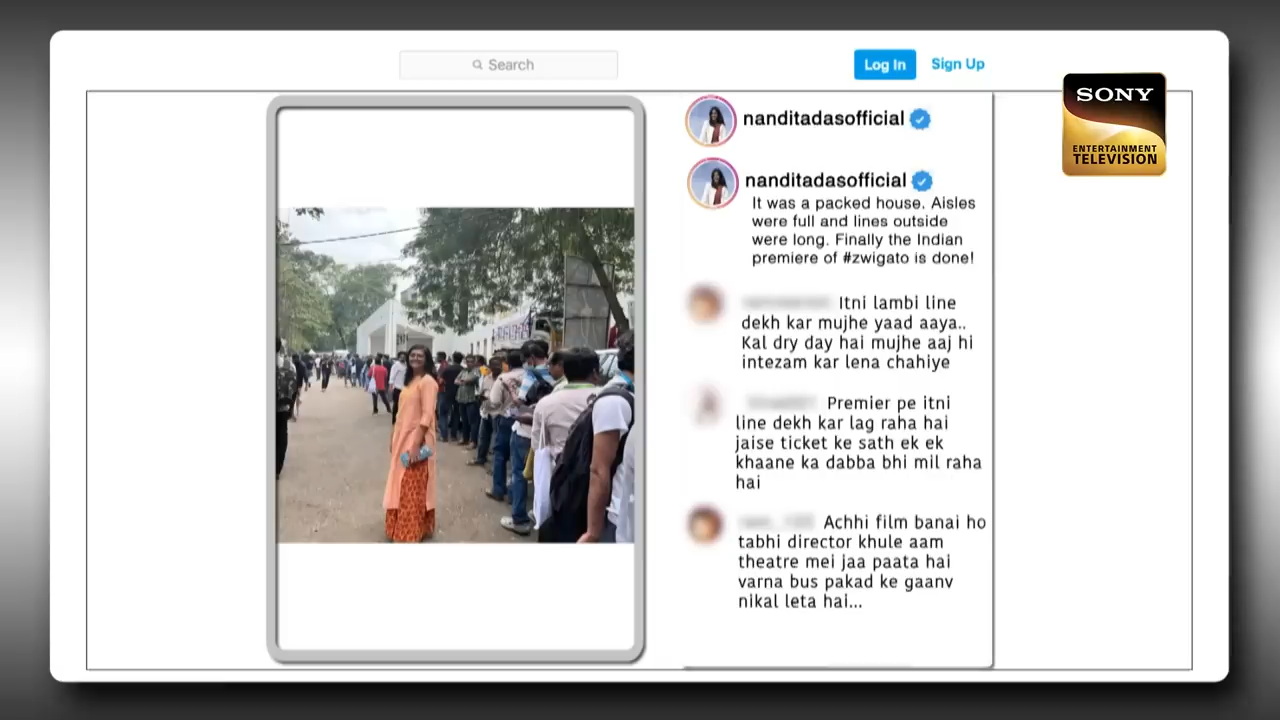 Search
Log In
Sign Up
SONY
ENTERTAINMENT
TELEVISION
nanditadasofficial
nanditadasofficial
It was a packed house. Aisles
were full and lines outside
were long. Finally the Indian
premiere of #zwigato is done!
Itni lambi line
dekh kar mujhe yaad aaya..
Kal dry day hai mujhe aaj hi
intezam kar lena chahiye
Premier pe itni
line dekh kar lag raha hai
jaise ticket ke sath ek ek
khaane ka dabba bhi mil raha
hai
Achhi film banai ho
tabhi director khule aam
theatre mei jaa paata hai
varna bus pakad ke gaanv
nikal leta hai...